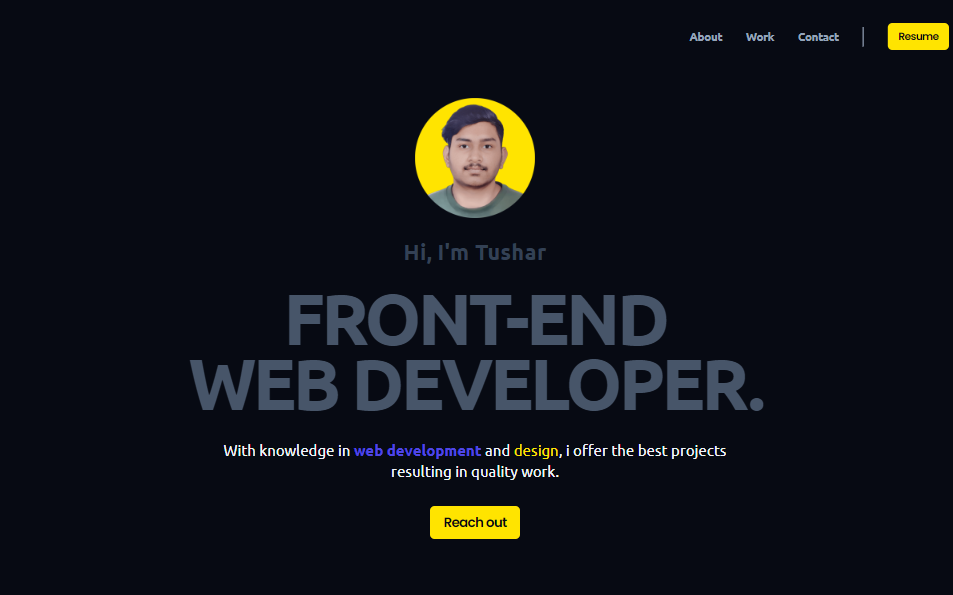 About Work Contact Resume
Hi, I'm Tushar
FRONT-END
WEB DEVELOPER.
With knowledge in web development and design, i offer the best projects
resulting in quality work.
Reach out